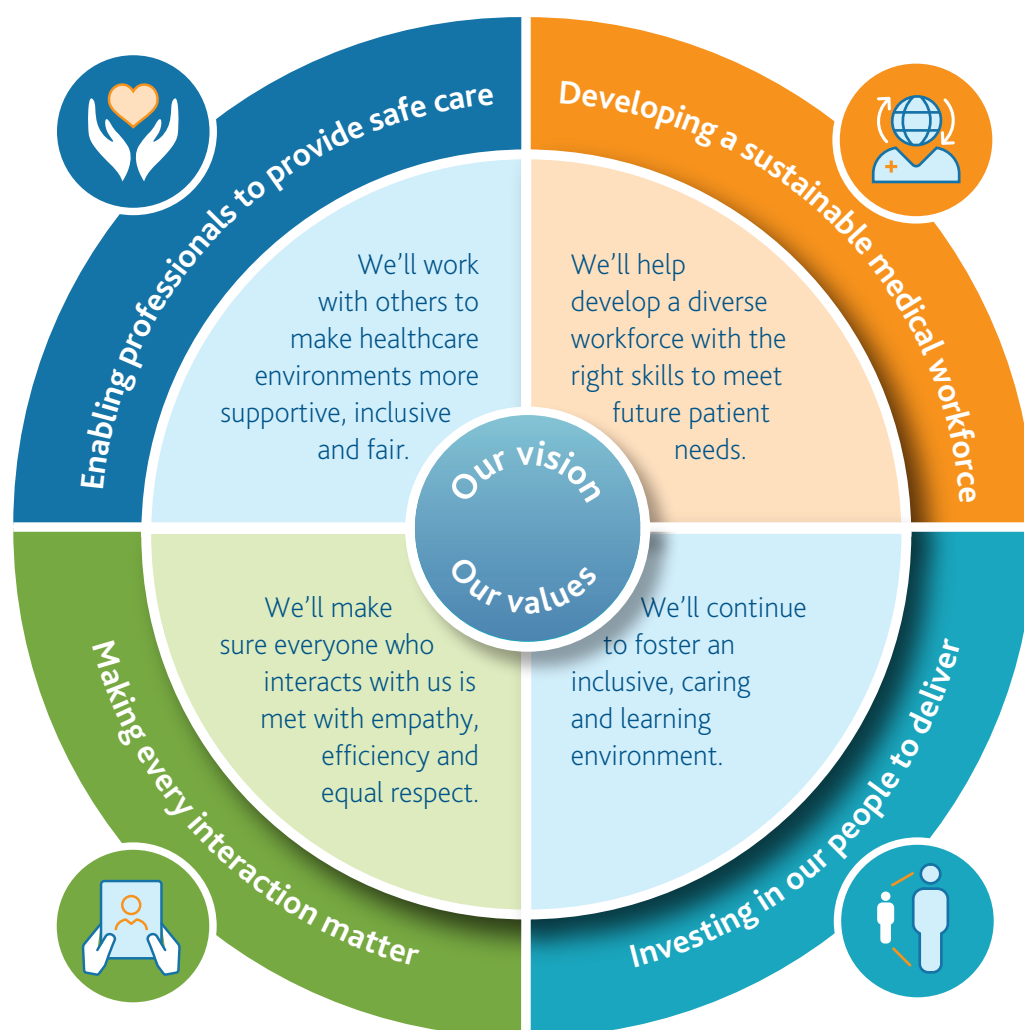 Enabling professionals to provide safe care
We’ll work
with others to
make healthcare
environments more
supportive, inclusive
and fair.
Developing a sustainable medical workforce
We’ll help
develop a diverse
workforce with the
right skills to meet
future patient
needs.
Our vision
Our values
Making every interaction matter
We’ll make
sure everyone who
interacts with us is
met with empathy,
efficiency and
equal respect.
Investing in our people to deliver
We’ll continue
to foster an
inclusive, caring
and learning
environment.